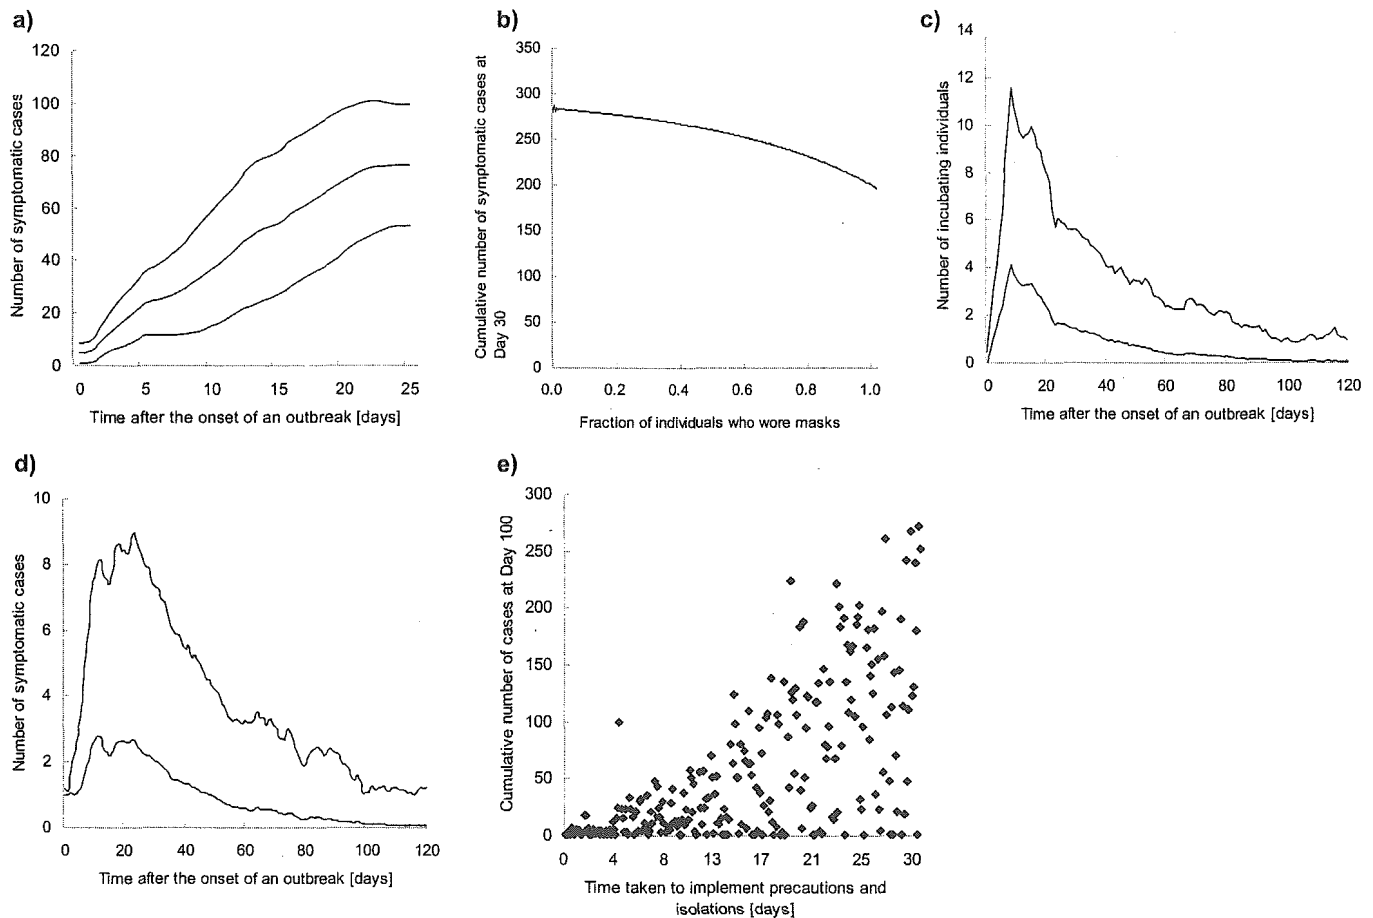 a)
120
100
80
60
40
20
0
Number of symptomatic cases
0 5 10 15 20 25
Time after the onset of an outbreak [days]
b)
350
300
250
200
150
100
50
0
Cumulative number of symptomatic cases at
Day 30
0.0 0.2 0.4 0.6 0.8 1.0
Fraction of individuals who wore masks
c)
14
12
10
8
6
4
2
0
Number of incubating individuals
0 20 40 60 80 100 120
Time after the onset of an outbreak [days]
d)
10
8
6
4
2
0
Number of symptomatic cases
0 20 40 60 80 100 120
Time after the onset of an outbreak [days]
e)
300
250
200
150
100
50
0
Cumulative number of cases at Day 100
0 4 8 13 17 21 25 30
Time taken to implement precautions and
isolations [days]